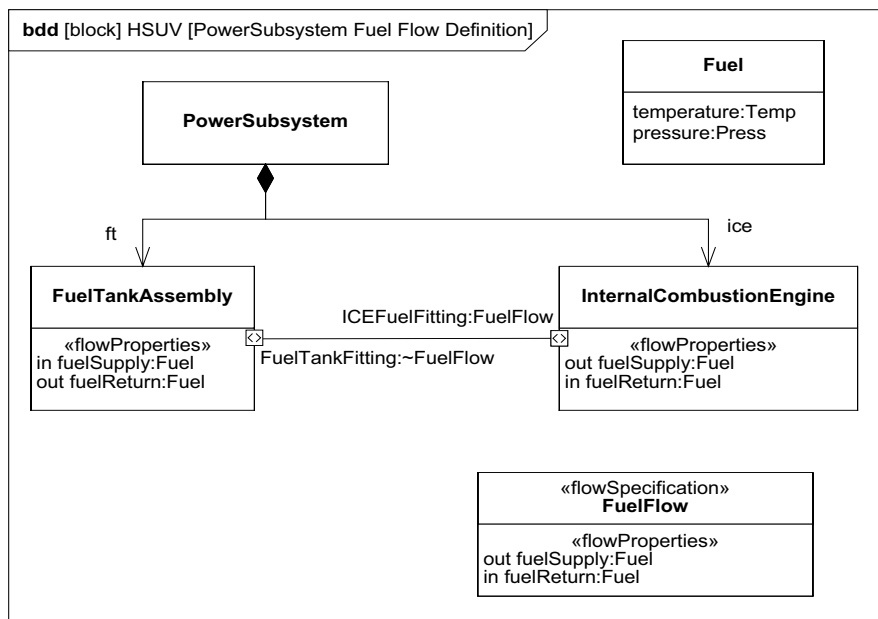 bdd [block] HSUV [PowerSubsystem Fuel Flow Definition]
Fuel
temperature:Temp
pressure:Press
PowerSubsystem
ft
ice
FuelTankAssembly
«flowProperties»
in fuelSupply:Fuel
out fuelReturn:Fuel
ICEFuelFitting:FuelFlow
FuelTankFitting:~FuelFlow
InternalCombustionEngine
«flowProperties»
out fuelSupply:Fuel
in fuelReturn:Fuel
«flowSpecification»
FuelFlow
«flowProperties»
out fuelSupply:Fuel
in fuelReturn:Fuel